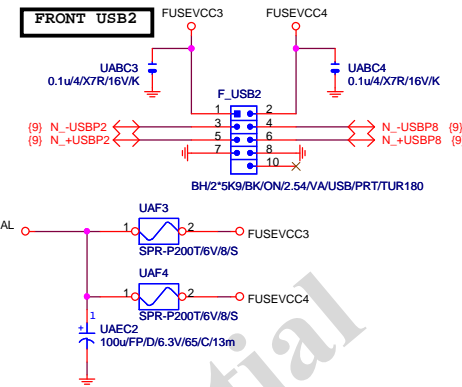 FRONT USB2
FUSEVCC3
FUSEVCC4
UABC3
0.1u/4/X7R/16V/K
UABC4
0.1u/4/X7R/16V/K
F_USB2
1 2
{9} N_-USBP2 3 4 N_-USBP8 {9}
{9} N_+USBP2 5 6 N_+USBP8 {9}
7 8
10
BH/2*5K9/BK/ON/2.54/VA/USB/PRT/TUR180
UAF3
AL
1 2 FUSEVCC3
SPR-P200T/6V/8/S
UAF4
1 2 FUSEVCC4
SPR-P200T/6V/8/S
1
+
UAEC2
100u/FP/D/6.3V/65/C/13m
tial